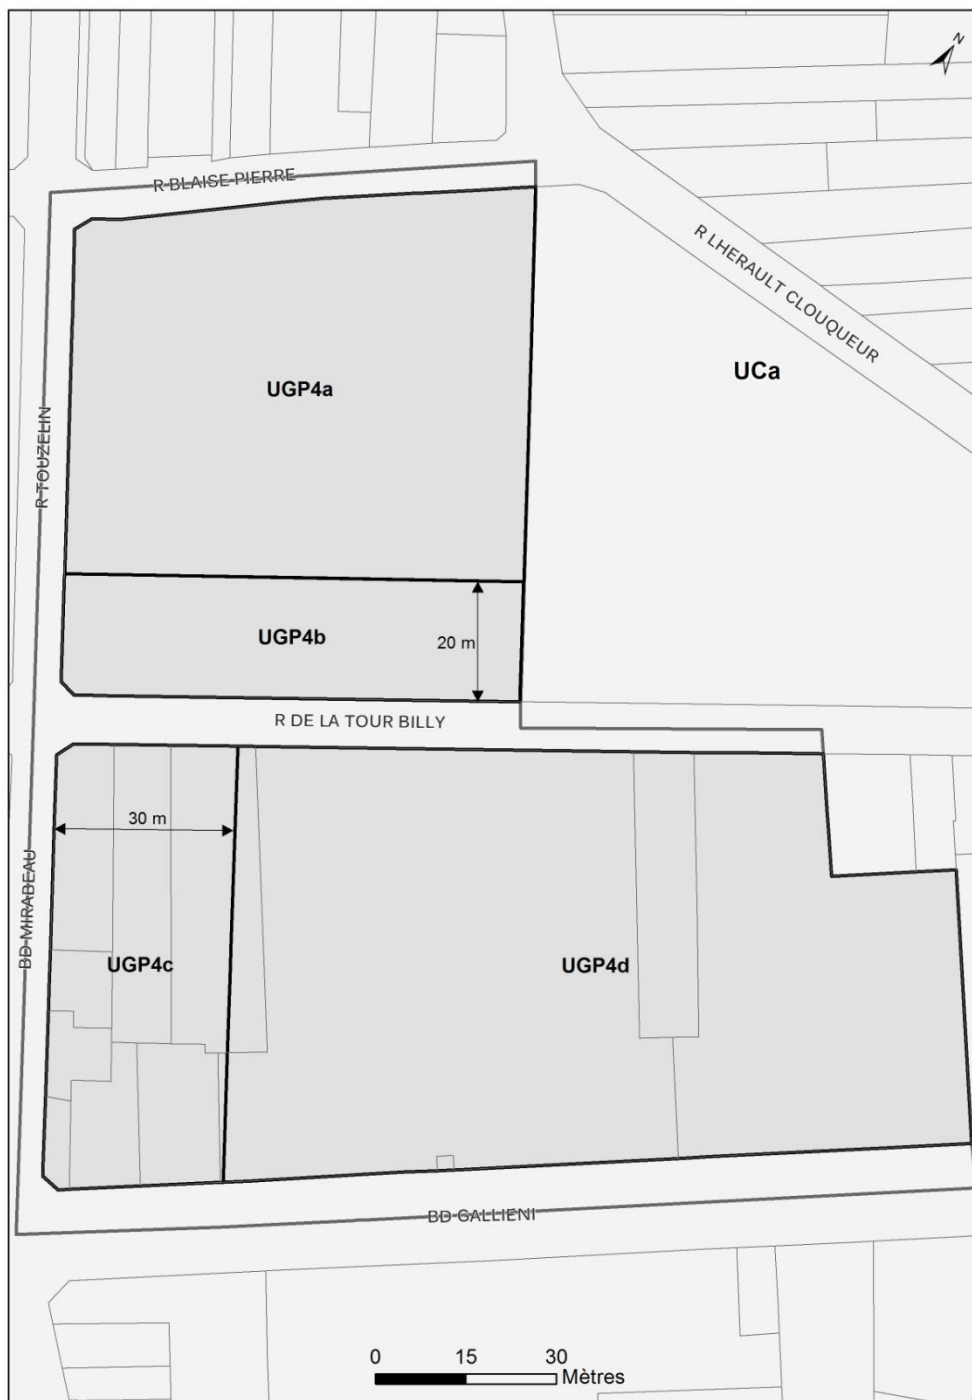 N
R BLAISE PIERRE
R LHERAULT CLOUQUEUR
UCa
UGP4a
R TOUZELIN
UGP4b
20 m
R DE LA TOUR BILLY
30 m
BD MIRABEAU
UGP4c
UGP4d
BD GALLIENI
0 15 30
Mètres